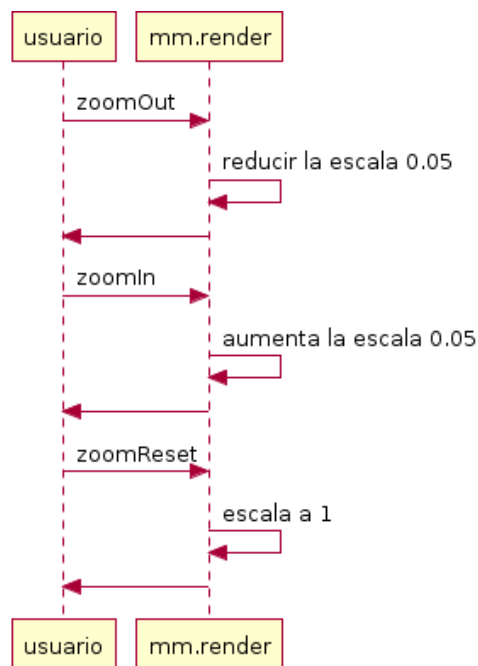 usuario
mm.render
zoomOut
reducir la escala 0.05
zoomIn
aumenta la escala 0.05
zoomReset
escala a 1
usuario
mm.render